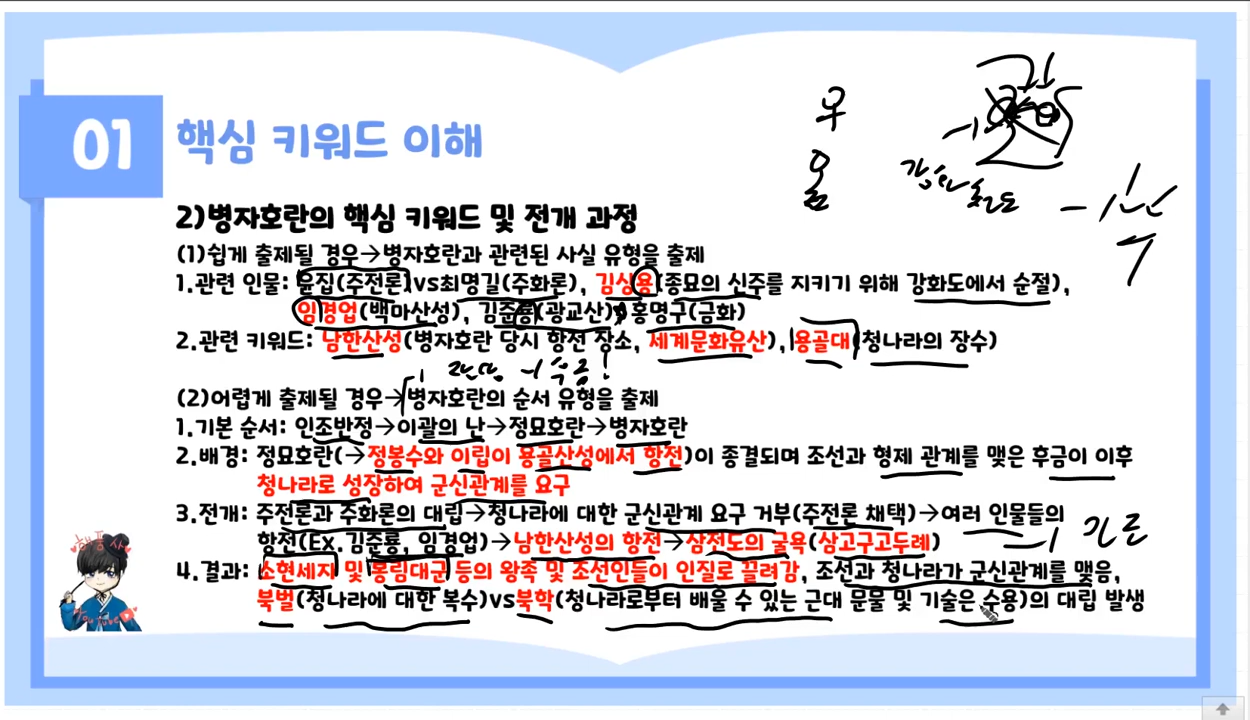 01 핵심 키워드 이해
2)병자호란의 핵심 키워드 및 전개 과정
(1)쉽게 출제될 경우→병자호란과 관련된 사실 유형을 출제
1.관련 인물: 윤집(주전론)vs최명길(주화론), 김상용(종묘의 신주를 지키기 위해 강화도에서 순절),
임경업(백마산성), 김준룡(광교산), 홍명구(금화)
2.관련 키워드: 남한산성(병자호란 당시 항전 장소, 세계문화유산), 용골대(청나라의 장수)
(2)어렵게 출제될 경우→병자호란의 순서 유형을 출제
1.기본 순서: 인조반정→이괄의 난→정묘호란→병자호란
2.배경: 정묘호란(→정봉수와 이립이 용골산성에서 항전)이 종결되며 조선과 형제 관계를 맺은 후금이 이후
청나라로 성장하여 군신관계를 요구
3.전개: 주전론과 주화론의 대립→청나라에 대한 군신관계 요구 거부(주전론 채택)→여러 인물들의
항전(Ex.김준룡, 임경업)→남한산성의 항전→삼전도의 굴욕(삼고구고두례)
4.결과: 소현세자 및 봉림대군 등의 왕족 및 조선인들이 인질로 끌려감, 조선과 청나라가 군신관계를 맺음,
북벌(청나라에 대한 복수)vs북학(청나라로부터 배울 수 있는 근대 문물 및 기술은 수용)의 대립 발생
YouTube